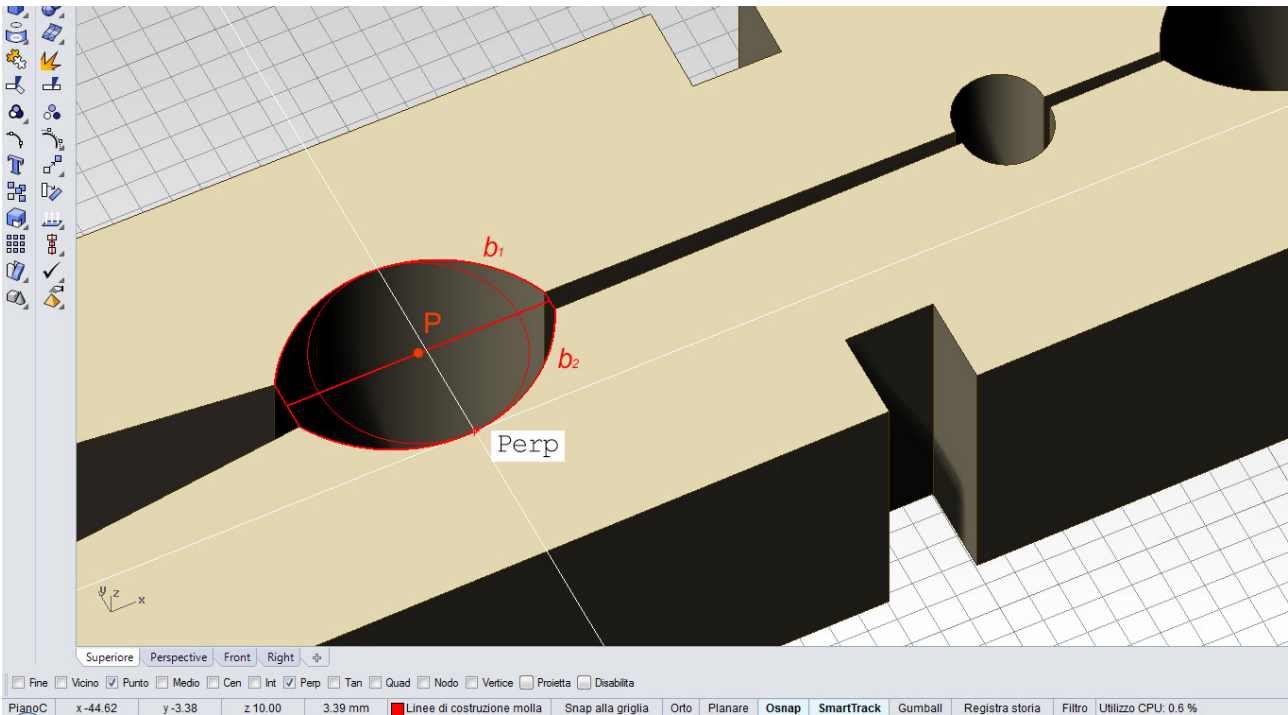 b1
P
b2
Perp
y z x
Superiore Perspective Front Right
Fine Vicino Punto Medio Cen Int Perp Tan Quad Nodo Vertice Proietta Disabilita
PianoC x -44.62 y -3.38 z 10.00 3.39 mm Linee di costruzione molla Snap alla griglia Orto Planare Osnap SmartTrack Gumball Registra storia Filtro Utilizzo CPU: 0.6 %